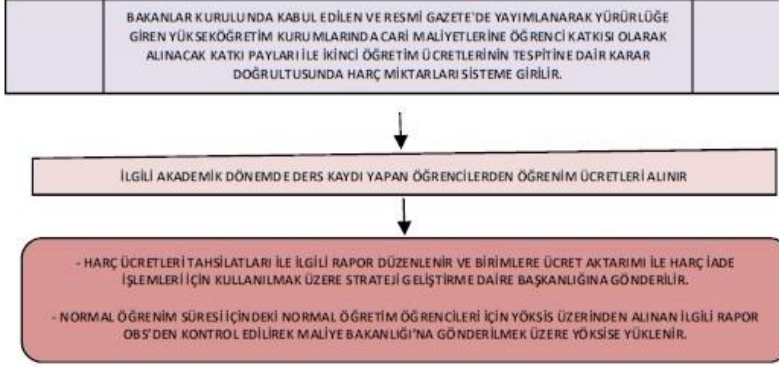 BAKANLAR KURULUNDA KABUL EDİLEN VE RESMİ GAZETE'DE YAYIMLANARAK YÜRÜRLÜĞE
GİREN YÜKSEKÖĞRETİM KURUMLARINDA CARİ MALİYETLERİNE ÖĞRENCİ KATKISI OLARAK
ALINACAK KATKI PAYLARI İLE İKİNCİ ÖĞRETİM ÜCRETLERİNİN TESPİTİNE DAİR KARAR
DOĞRULTUSUNDA HARÇ MİKTARLARI SİSTEME GİRİLİR.
İLGİLİ AKADEMİK DÖNEMDE DERS KAYDI YAPAN ÖĞRENCİLERDEN ÖĞRENİM ÜCRETLERİ ALINIR
- HARÇ ÜCRETLERİ TAHSİLATLARI İLE İLGİLİ RAPOR DÜZENLENİR VE BİRİMLERE ÜCRET AKTARIMI İLE HARÇ İADE
İŞLEMLERİ İÇİN KULLANILMAK ÜZERE STRATEJİ GELİŞTİRME DAİRE BAŞKANLIĞINA GÖNDERİLİR.
- NORMAL ÖĞRENİM SÜRESİ İÇİNDEKİ NORMAL ÖĞRETİM ÖĞRENCİLERİ İÇİN YÖKSİS ÜZERİNDEN ALINAN İLGİLİ RAPOR
OBS'DEN KONTROL EDİLEREK MALİYE BAKANLIĞI'NA GÖNDERİLMEK ÜZERE YÖKSİSE YÜKLENİR.